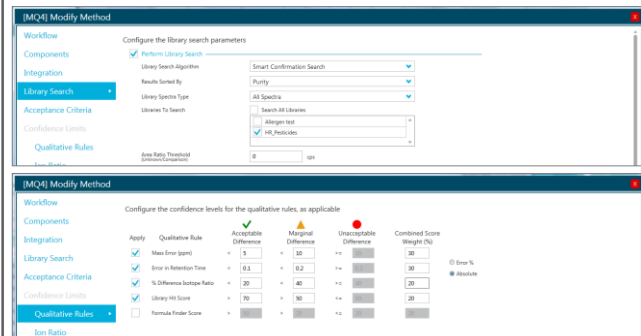 [MQ4] Modify Method
Workflow
Configure the library search parameters
Components
Perform Library Search
Integration
Library Search Algorithm
Smart Confirmation Search
Results Sorted By
Purity
Library Search
Library Spectra Type
All Spectra
Acceptance Criteria
Libraries To Search
Search All Libraries
Allergen test
Confidence Limits
HR_Pesticides
Qualitative Rules
Area Ratio Threshold
(Unknown/Comparison)
0 cps
Ion Ratio
[MQ4] Modify Method
Workflow
Configure the confidence levels for the qualitative rules, as applicable
Components
Integration
Apply Qualitative Rule Acceptable Difference Marginal Difference Unacceptable Difference Combined Score Weight (%)
Library Search
Mass Error (ppm) < 5 < 10 >= 30
Error in Retention Time < 0.1 < 0.2 >= 30
Error %
Absolute
Acceptance Criteria
% Difference Isotope Ratio < 20 < 40 >= 20
Confidence Limits
Library Hit Score > 70 > 50 <= 20
Qualitative Rules
Formula Finder Score
Ion Ratio